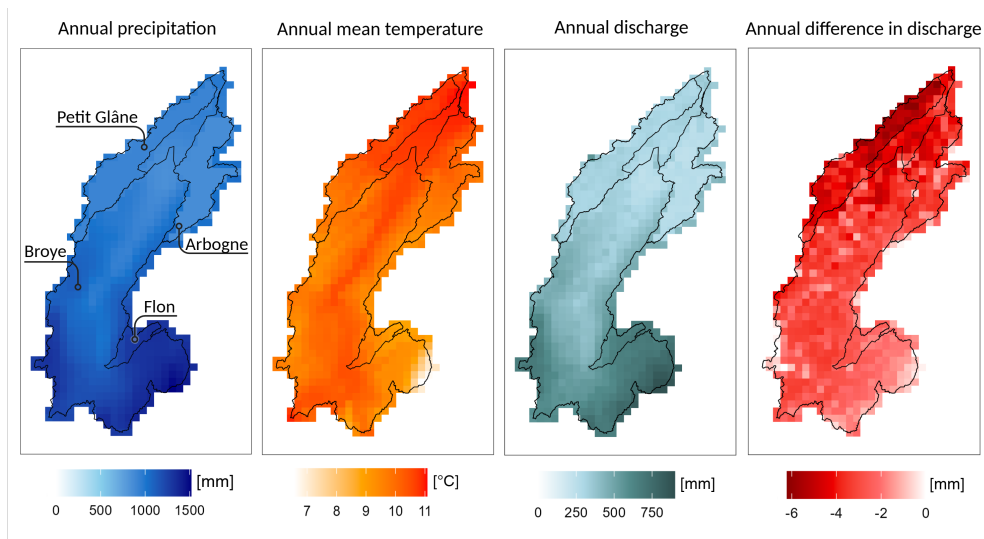 Annual precipitation
Annual mean temperature
Annual discharge
Annual difference in discharge
Petit Glâne
Broye
Arbogne
Flon
[mm]
0 500 1000 1500
[°C]
7 8 9 10 11
[mm]
0 250 500 750
[mm]
-6 -4 -2 0